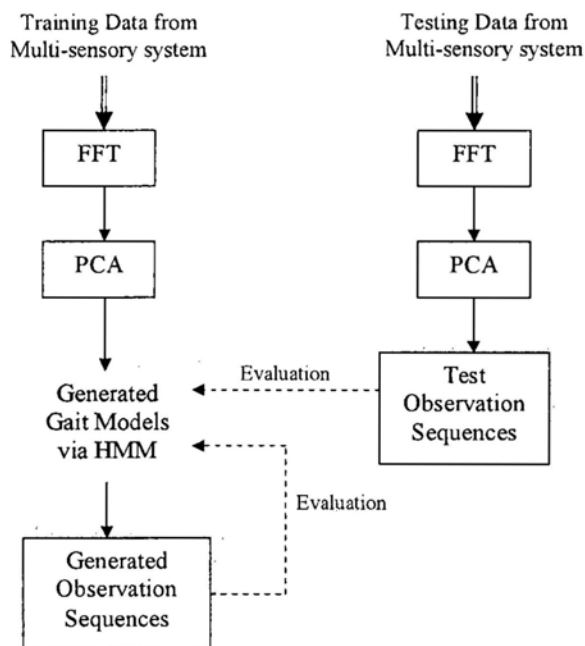 Training Data from
Multi-sensory system
FFT
PCA
Generated
Gait Models
via HMM
Generated
Observation
Sequences
Testing Data from
Multi-sensory system
FFT
PCA
Test
Observation
Sequences
Evaluation
Evaluation